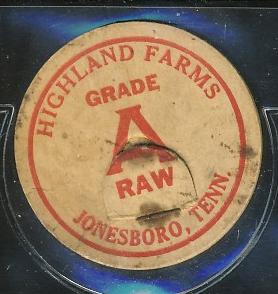 HIGHLAND FARMS
GRADE
A
RAW
JONESBORO, TENN.